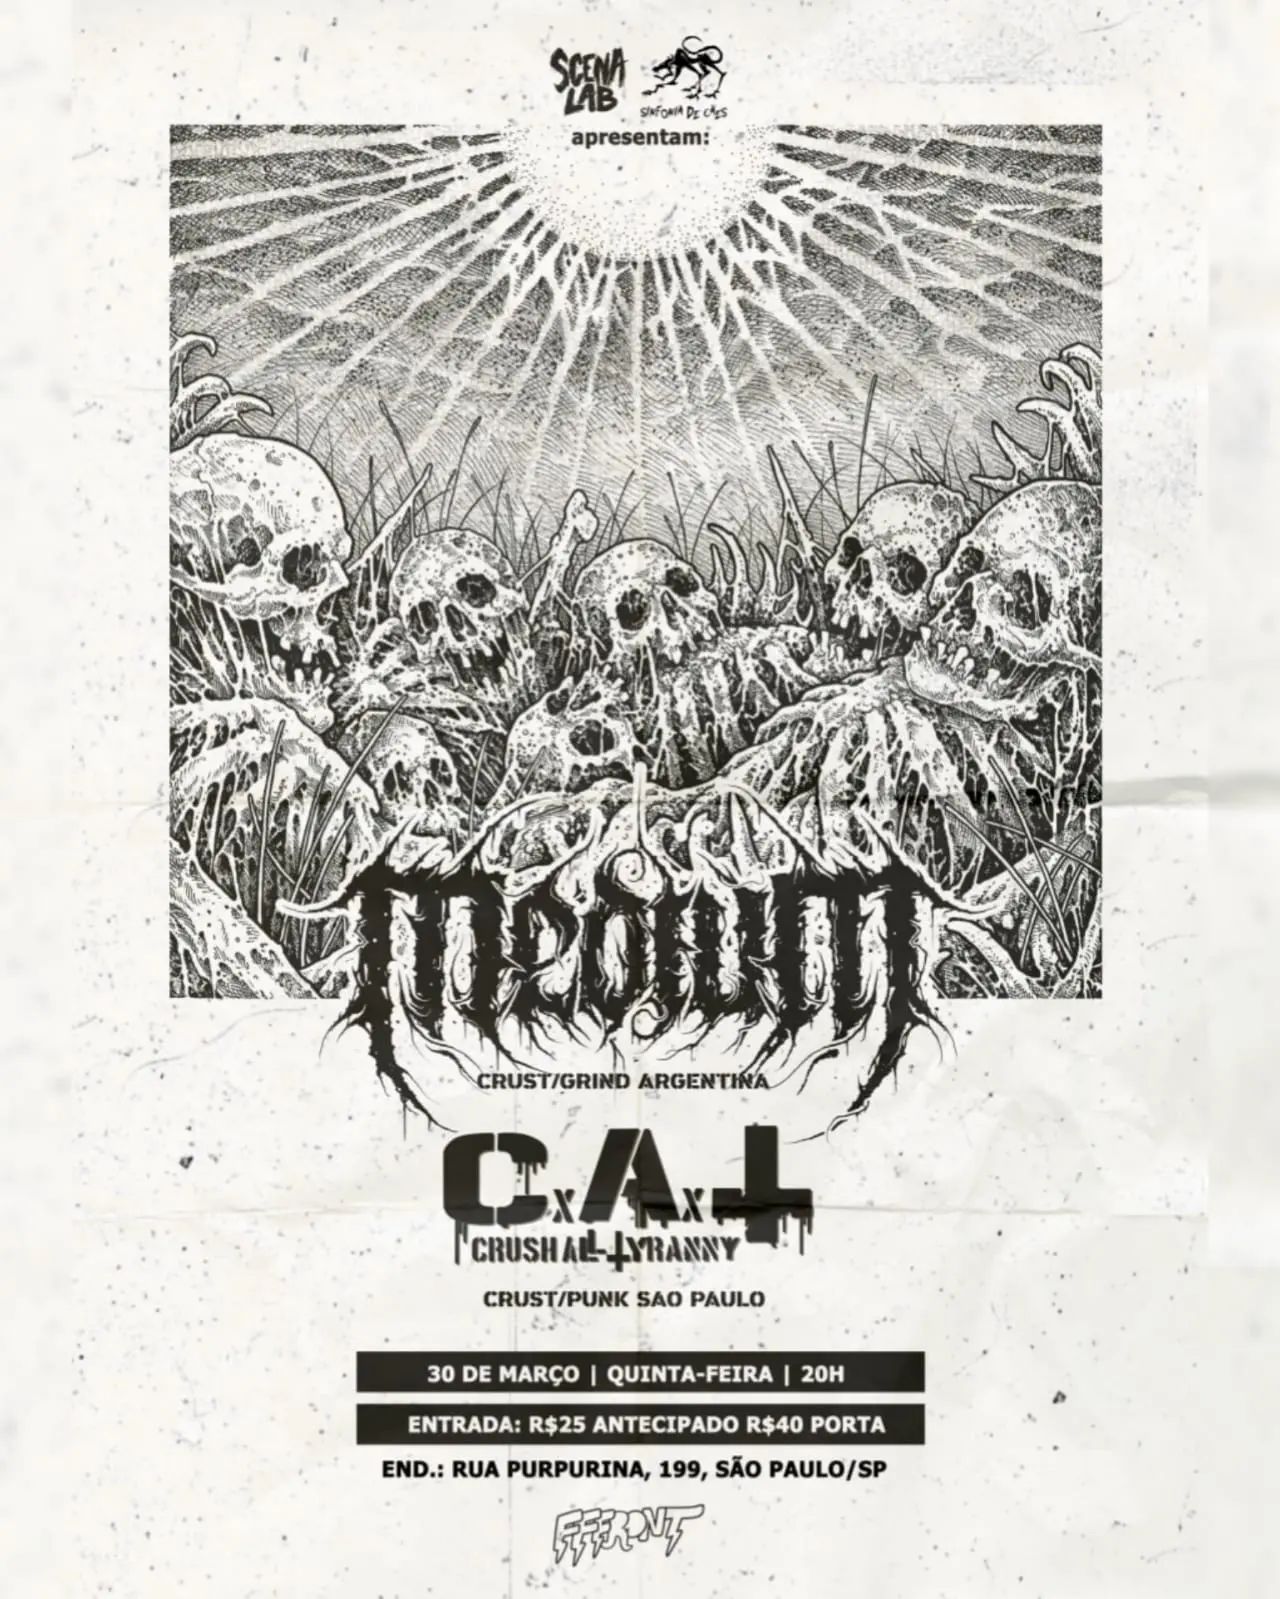 SCENA
LAB
SINFONIA DE CÃES
apresentam:
CRUST/GRIND ARGENTINA
CxAxT
CRUSH ALL TYRANNY
CRUST/PUNK SAO PAULO
30 DE MARÇO | QUINTA-FEIRA | 20H
ENTRADA: R$25 ANTECIPADO R$40 PORTA
END.: RUA PURPURINA, 199, SÃO PAULO/SP
FFFRONT